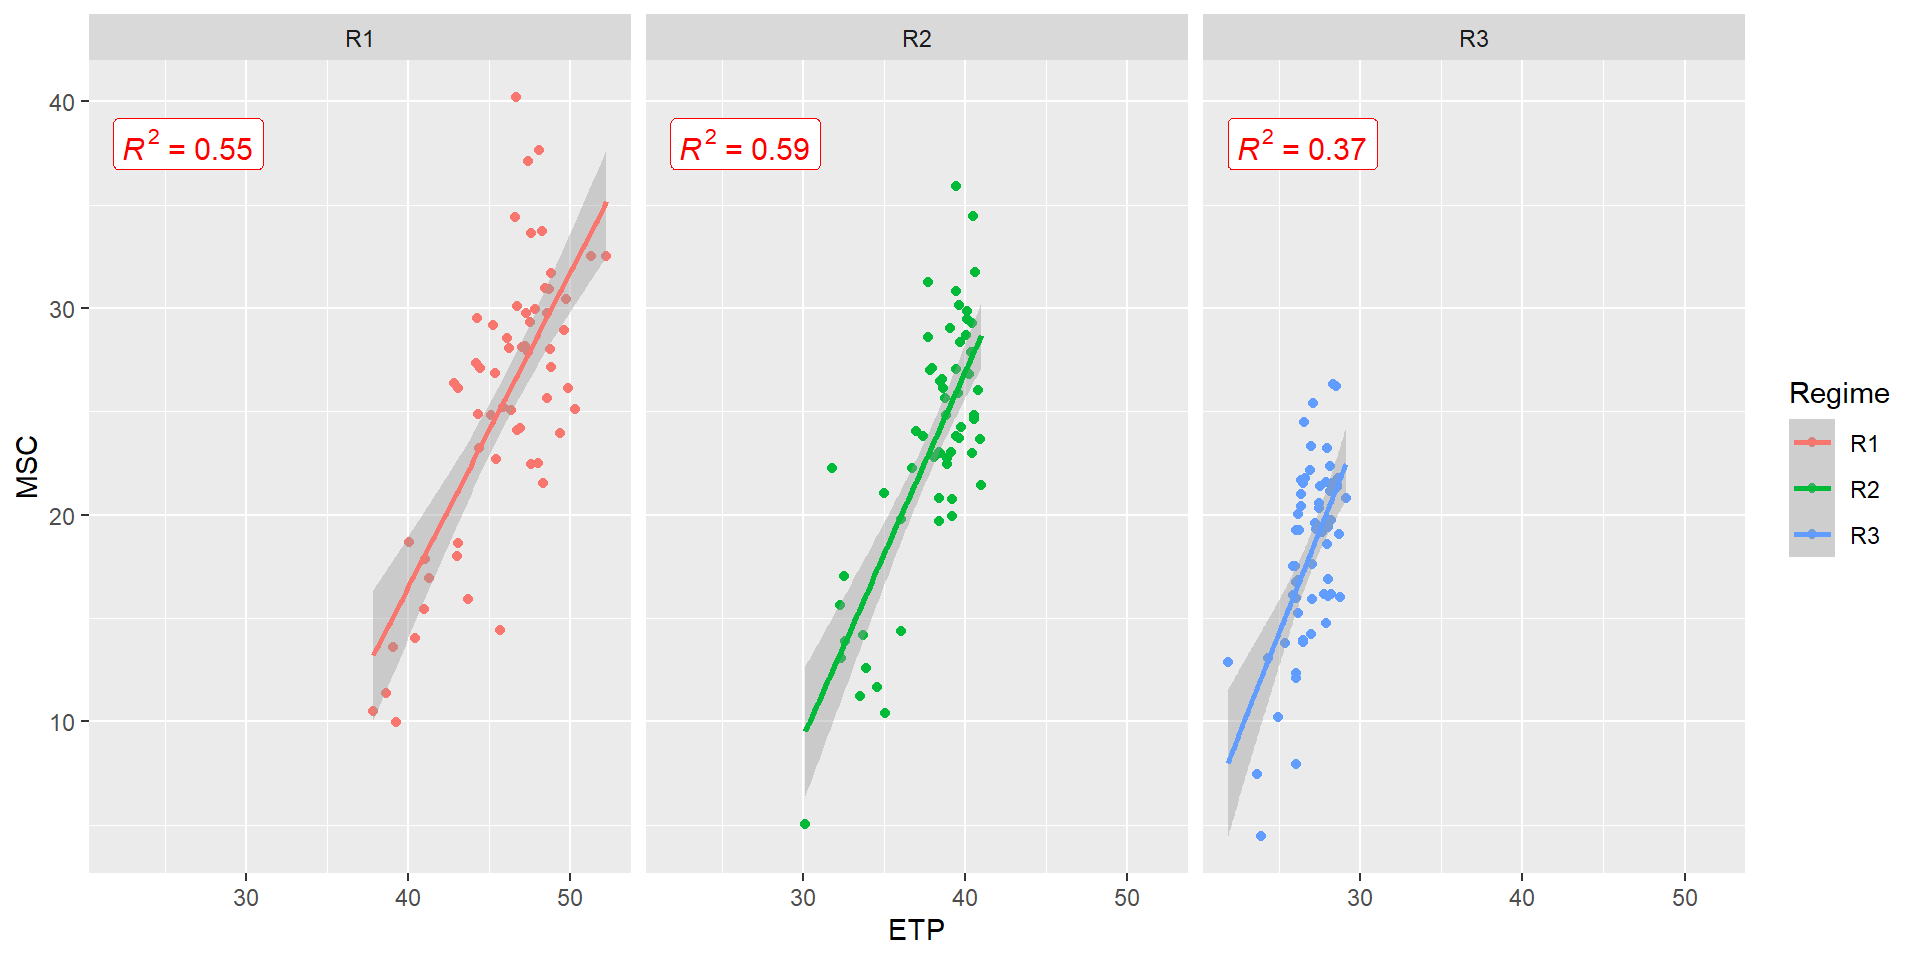 R1 R2 R3
R² = 0.55 R² = 0.59 R² = 0.37
40
30
20
10
MSC
30 40 50 30 40 50 30 40 50
ETP
Regime
R1
R2
R3